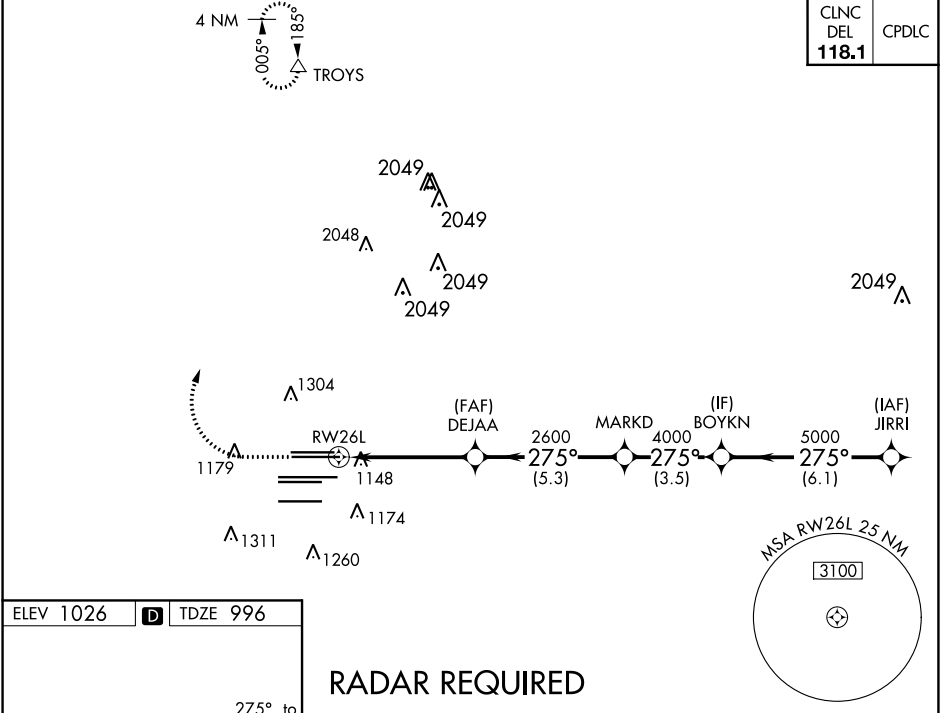 4 NM
005°
185°
TROYS
CLNC
DEL
118.1
CPDLC
2049
2049
2048
2049
2049
2049
1304
RW26L
1179
1148
1174
1311
1260
(FAF)
DEJAA
2600
275°
(5.3)
MARKD
4000
275°
(3.5)
(IF)
BOYKN
5000
275°
(6.1)
(IAF)
JIRRI
MSA RW26L 25 NM
3100
ELEV 1026 D TDZE 996
275° to
RADAR REQUIRED